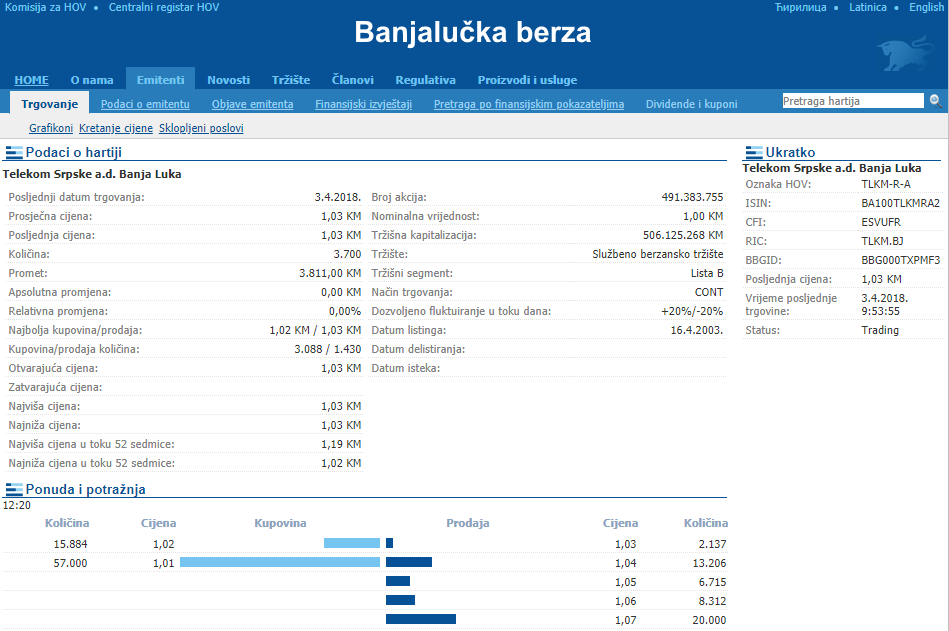 Komisija za HOV • Centralni registar HOV
Ћирилица • Latinica • English
Banjalučka berza
HOME O nama Emitenti Novosti Tržište Članovi Regulativa Proizvodi i usluge
Trgovanje Podaci o emitentu Objave emitenta Finansijski izvještaji Pretraga po finansijskim pokazateljima Dividende i kuponi Pretraga hartija
Grafikoni Kretanje cijene Sklopljeni poslovi
Podaci o hartiji
Telekom Srpske a.d. Banja Luka
Posljednji datum trgovanja: 3.4.2018.
Prosječna cijena: 1,03 KM
Posljednja cijena: 1,03 KM
Količina: 3.700
Promet: 3.811,00 KM
Apsolutna promjena: 0,00 KM
Relativna promjena: 0,00%
Najbolja kupovina/prodaja: 1,02 KM / 1,03 KM
Kupovina/prodaja količina: 3.088 / 1.430
Otvarajuća cijena: 1,03 KM
Zatvarajuća cijena:
Najviša cijena: 1,03 KM
Najniža cijena: 1,03 KM
Najviša cijena u toku 52 sedmice: 1,19 KM
Najniža cijena u toku 52 sedmice: 1,02 KM
Broj akcija: 491.383.755
Nominalna vrijednost: 1,00 KM
Tržišna kapitalizacija: 506.125.268 KM
Tržište: Službeno berzansko tržište
Tržišni segment: Lista B
Način trgovanja: CONT
Dozvoljeno fluktuiranje u toku dana: +20%/-20%
Datum listinga: 16.4.2003.
Datum delistiranja:
Datum isteka:
Ukratko
Telekom Srpske a.d. Banja Luka
Oznaka HOV: TLKM-R-A
ISIN: BA100TLKMRA2
CFI: ESVUFR
RIC: TLKM.BJ
BBGID: BBG000TXPMF3
Posljednja cijena: 1,03 KM
Vrijeme posljednje 3.4.2018.
trgovine: 9:53:55
Status: Trading
Ponuda i potražnja
12:20
Količina Cijena Kupovina Prodaja Cijena Količina
15.884 1,02 1,03 2.137
57.000 1,01 1,04 13.206
1,05 6.715
1,06 8.312
1,07 20.000